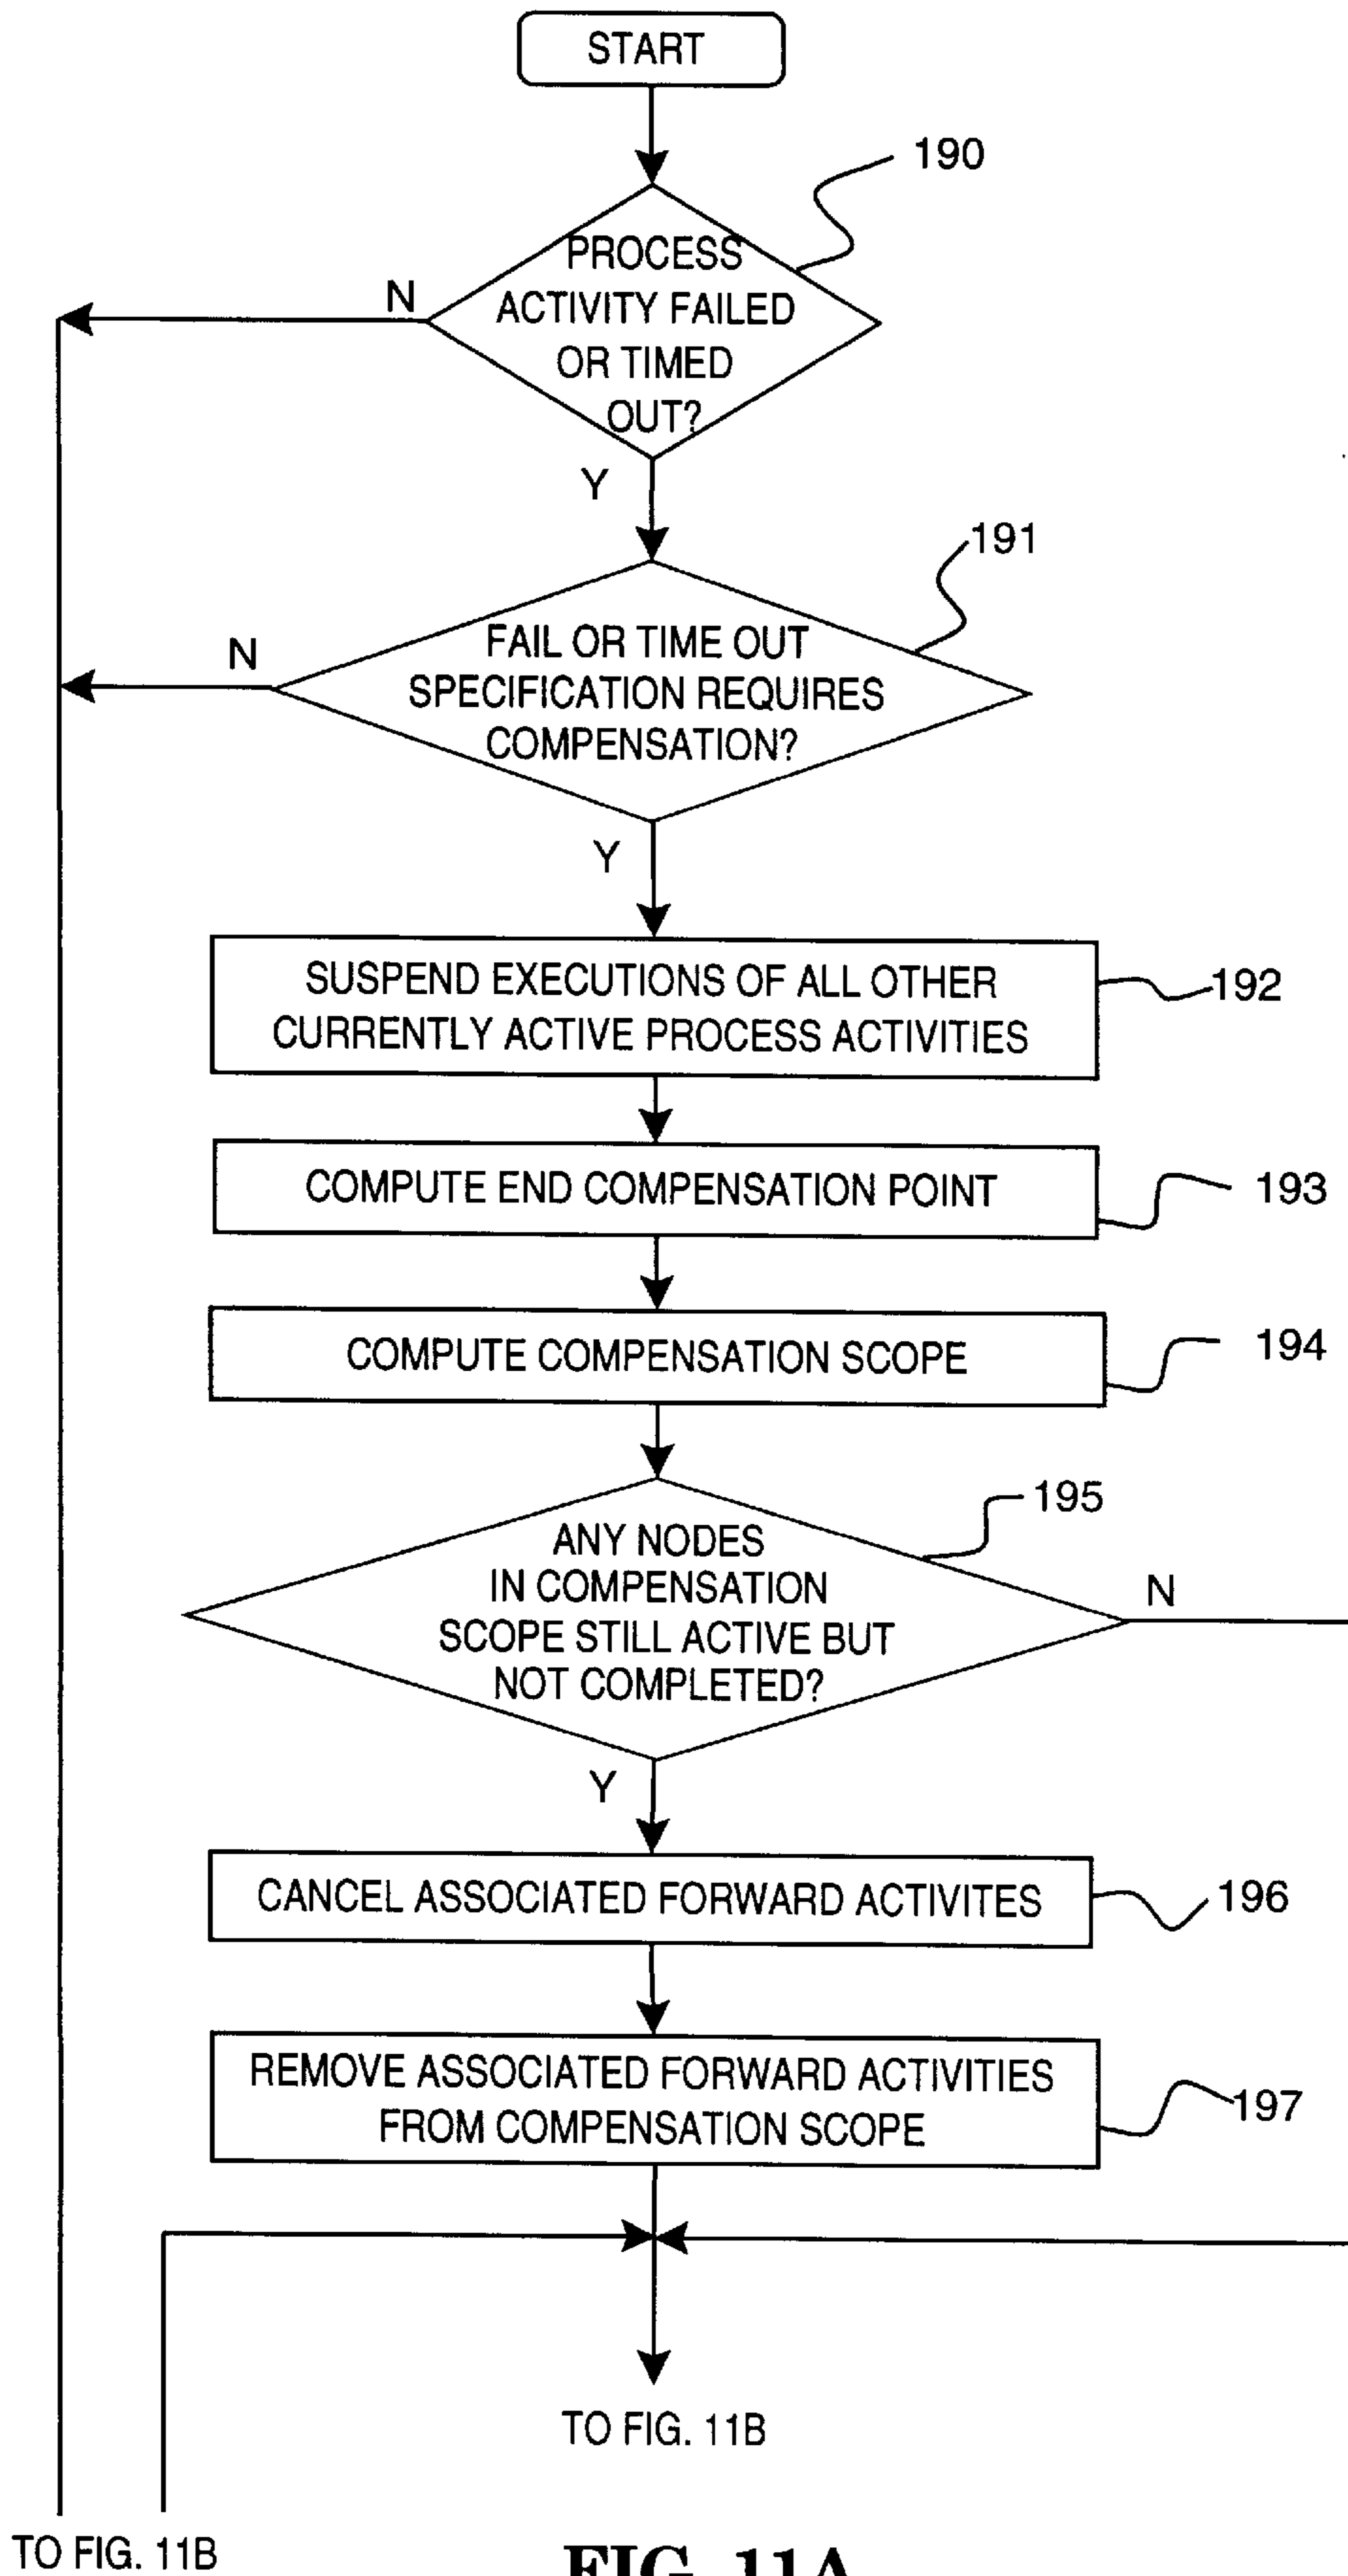 START
190
PROCESS
ACTIVITY FAILED
OR TIMED
OUT?
N
Y
191
FAIL OR TIME OUT
SPECIFICATION REQUIRES
COMPENSATION?
N
Y
SUSPEND EXECUTIONS OF ALL OTHER
CURRENTLY ACTIVE PROCESS ACTIVITIES
192
COMPUTE END COMPENSATION POINT
193
COMPUTE COMPENSATION SCOPE
194
195
ANY NODES
IN COMPENSATION
SCOPE STILL ACTIVE BUT
NOT COMPLETED?
N
Y
CANCEL ASSOCIATED FORWARD ACTIVITES
196
REMOVE ASSOCIATED FORWARD ACTIVITIES
FROM COMPENSATION SCOPE
197
TO FIG. 11B
TO FIG. 11B
FIG. 11A